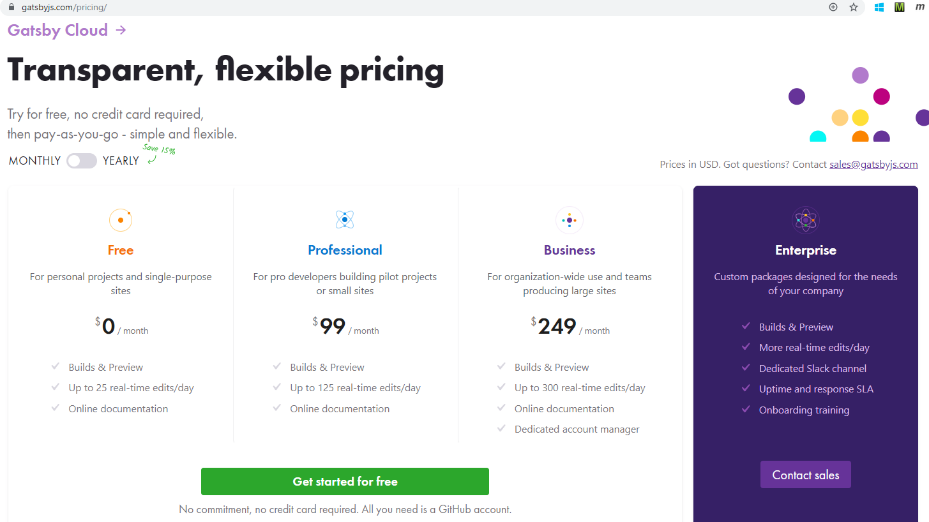 gatsbyjs.com/pricing/
Gatsby Cloud →
Transparent, flexible pricing
Try for free, no credit card required,
then pay-as-you-go - simple and flexible.
Save 15%
MONTHLY YEARLY
Prices in USD. Got questions? Contact sales@gatsbyjs.com
Free
For personal projects and single-purpose
sites
$0 / month
Builds & Preview
Up to 25 real-time edits/day
Online documentation
Professional
For pro developers building pilot projects
or small sites
$99 / month
Builds & Preview
Up to 125 real-time edits/day
Online documentation
Business
For organization-wide use and teams
producing large sites
$249 / month
Builds & Preview
Up to 300 real-time edits/day
Online documentation
Dedicated account manager
Enterprise
Custom packages designed for the needs
of your company
Builds & Preview
More real-time edits/day
Dedicated Slack channel
Uptime and response SLA
Onboarding training
Contact sales
Get started for free
No commitment, no credit card required. All you need is a GitHub account.